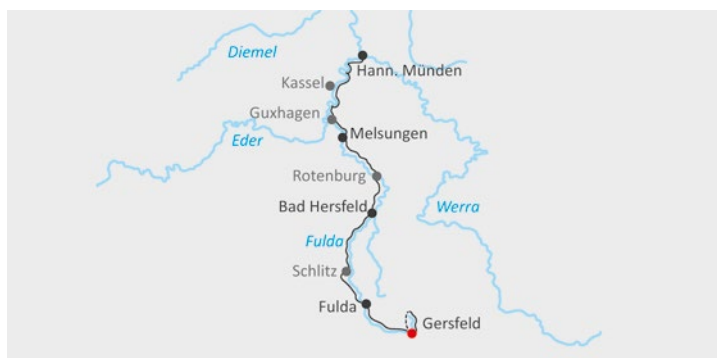 Diemel
Hann. Münden
Kassel
Guxhagen
Melsungen
Eder
Rotenburg
Bad Hersfeld
Werra
Fulda
Schlitz
Fulda
Gersfeld